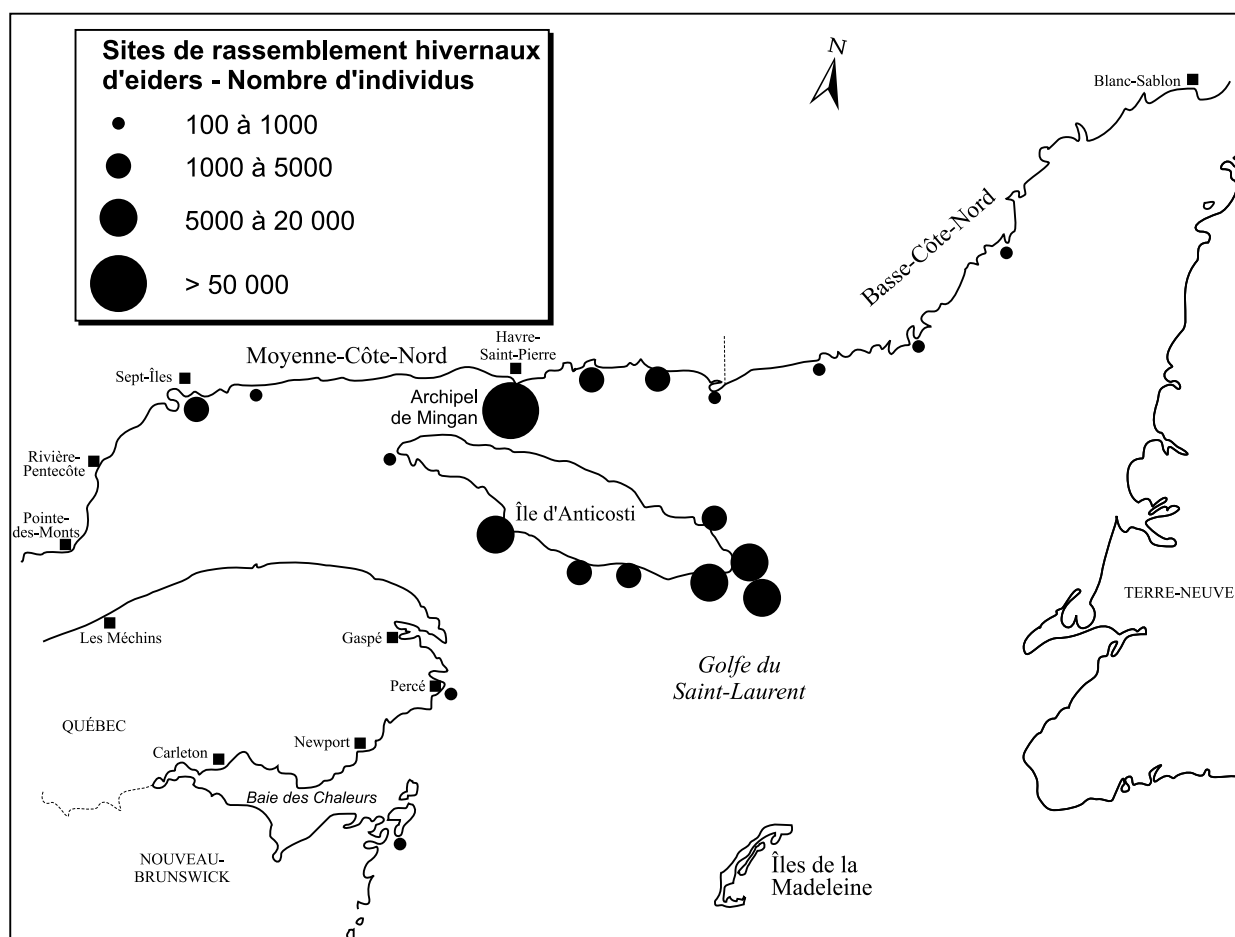 Sites de rassemblement hivernaux
d'eiders - Nombre d'individus
100 à 1000
1000 à 5000
5000 à 20 000
> 50 000
N
Blanc-Sablon
Basse-Côte-Nord
Havre-
Saint-Pierre
Moyenne-Côte-Nord
Sept-Îles
Archipel
de Mingan
Rivière-
Pentecôte
Île d'Anticosti
Pointe-
des-Monts
TERRE-NEUVE
Les Méchins
Gaspé
Golfe du
Saint-Laurent
Percé
QUÉBEC
Newport
Carleton
Baie des Chaleurs
NOUVEAU-
BRUNSWICK
Îles de la
Madeleine